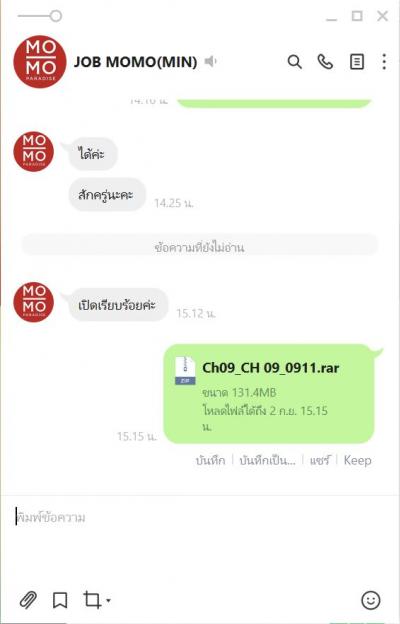 MO
MO
PARADISE
JOB MOMO(MIN)
MO
MO
PARADISE
ได้ค่ะ
สักครู่นะคะ
14.25 น.
ข้อความที่ยังไม่อ่าน
MO
MO
PARADISE
เปิดเรียบร้อยค่ะ
15.12 น.
ZIP
Ch09_CH 09_0911.rar
ขนาด 131.4MB
โหลดไฟล์ได้ถึง 2 ก.ย. 15.15
น.
15.15 น.
บันทึก | บันทึกเป็น... | แชร์ | Keep
พิมพ์ข้อความ